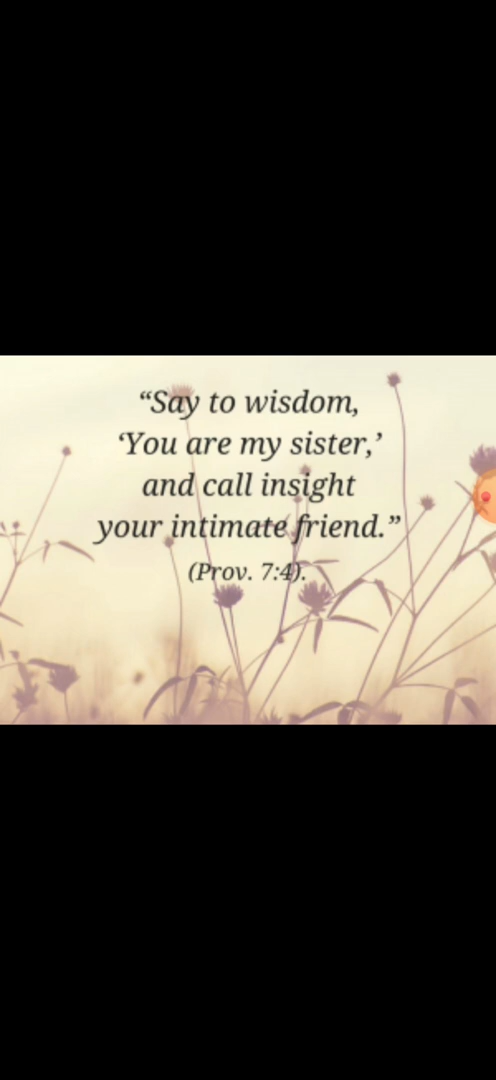 “Say to wisdom,
‘You are my sister,’
and call insight
your intimate friend.”
(Prov. 7:4).